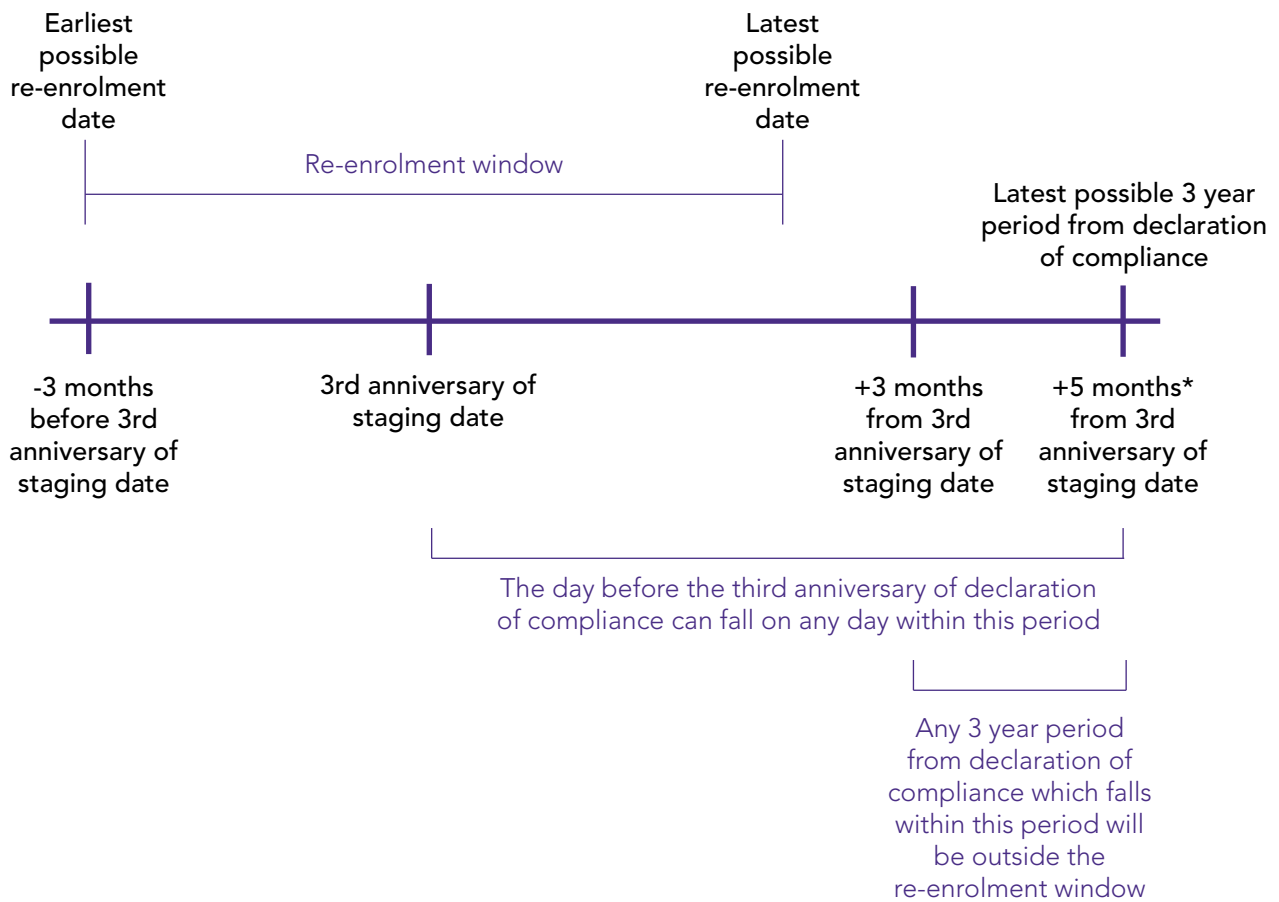 Earliest
possible
re-enrolment
date
Latest
possible
re-enrolment
date
Re-enrolment window
Latest possible 3 year
period from declaration
of compliance
-3 months
before 3rd
anniversary of
staging date
3rd anniversary of
staging date
+3 months
from 3rd
anniversary of
staging date
+5 months*
from 3rd
anniversary of
staging date
The day before the third anniversary of declaration
of compliance can fall on any day within this period
Any 3 year period
from declaration of
compliance which falls
within this period will
be outside the
re-enrolment window